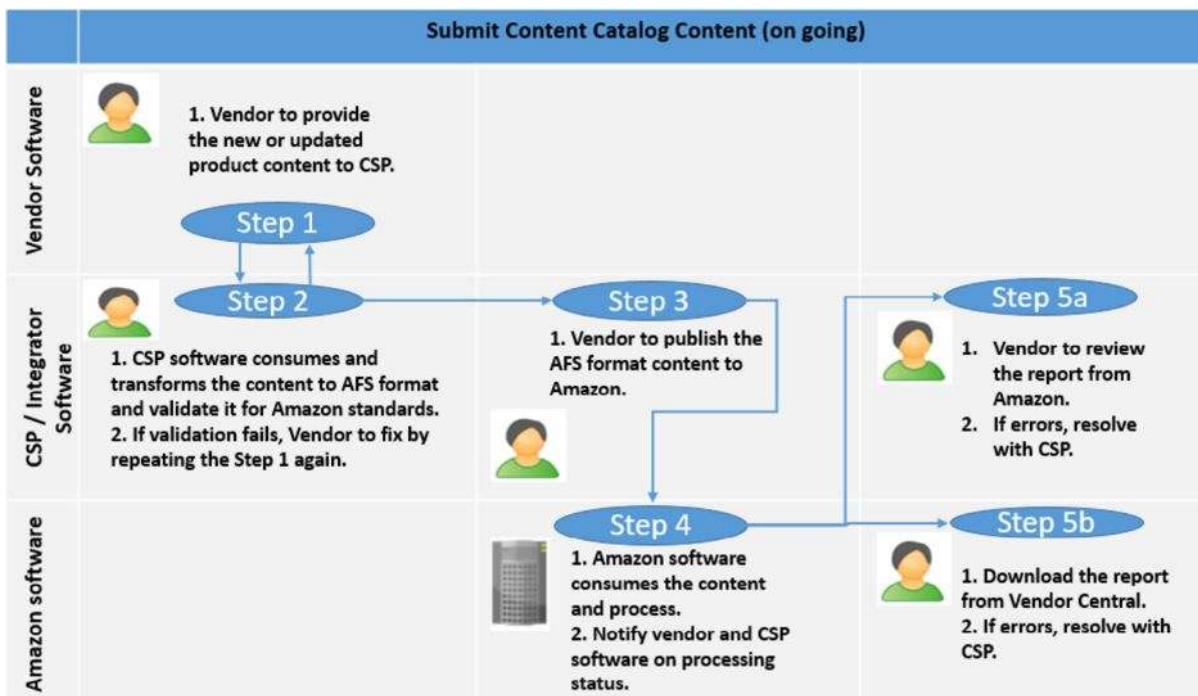 Submit Content Catalog Content (on going)
Vendor Software
1. Vendor to provide
the new or updated
product content to CSP.
Step 1
CSP / Integrator
Software
Step 2
1. CSP software consumes and
transforms the content to AFS format
and validate it for Amazon standards.
2. If validation fails, Vendor to fix by
repeating the Step 1 again.
Step 3
1. Vendor to publish the
AFS format content to
Amazon.
Step 5a
1. Vendor to review
the report from
Amazon.
2. If errors, resolve
with CSP.
Amazon software
Step 4
1. Amazon software
consumes the content
and process.
2. Notify vendor and CSP
software on processing
status.
Step 5b
1. Download the report
from Vendor Central.
2. If errors, resolve with
CSP.